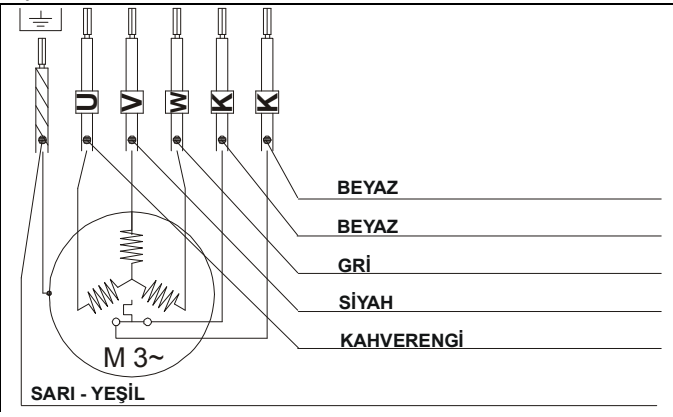 U V W K K
BEYAZ
BEYAZ
GRİ
SİYAH
KAHVERENGİ
M 3~
SARI - YEŞİL